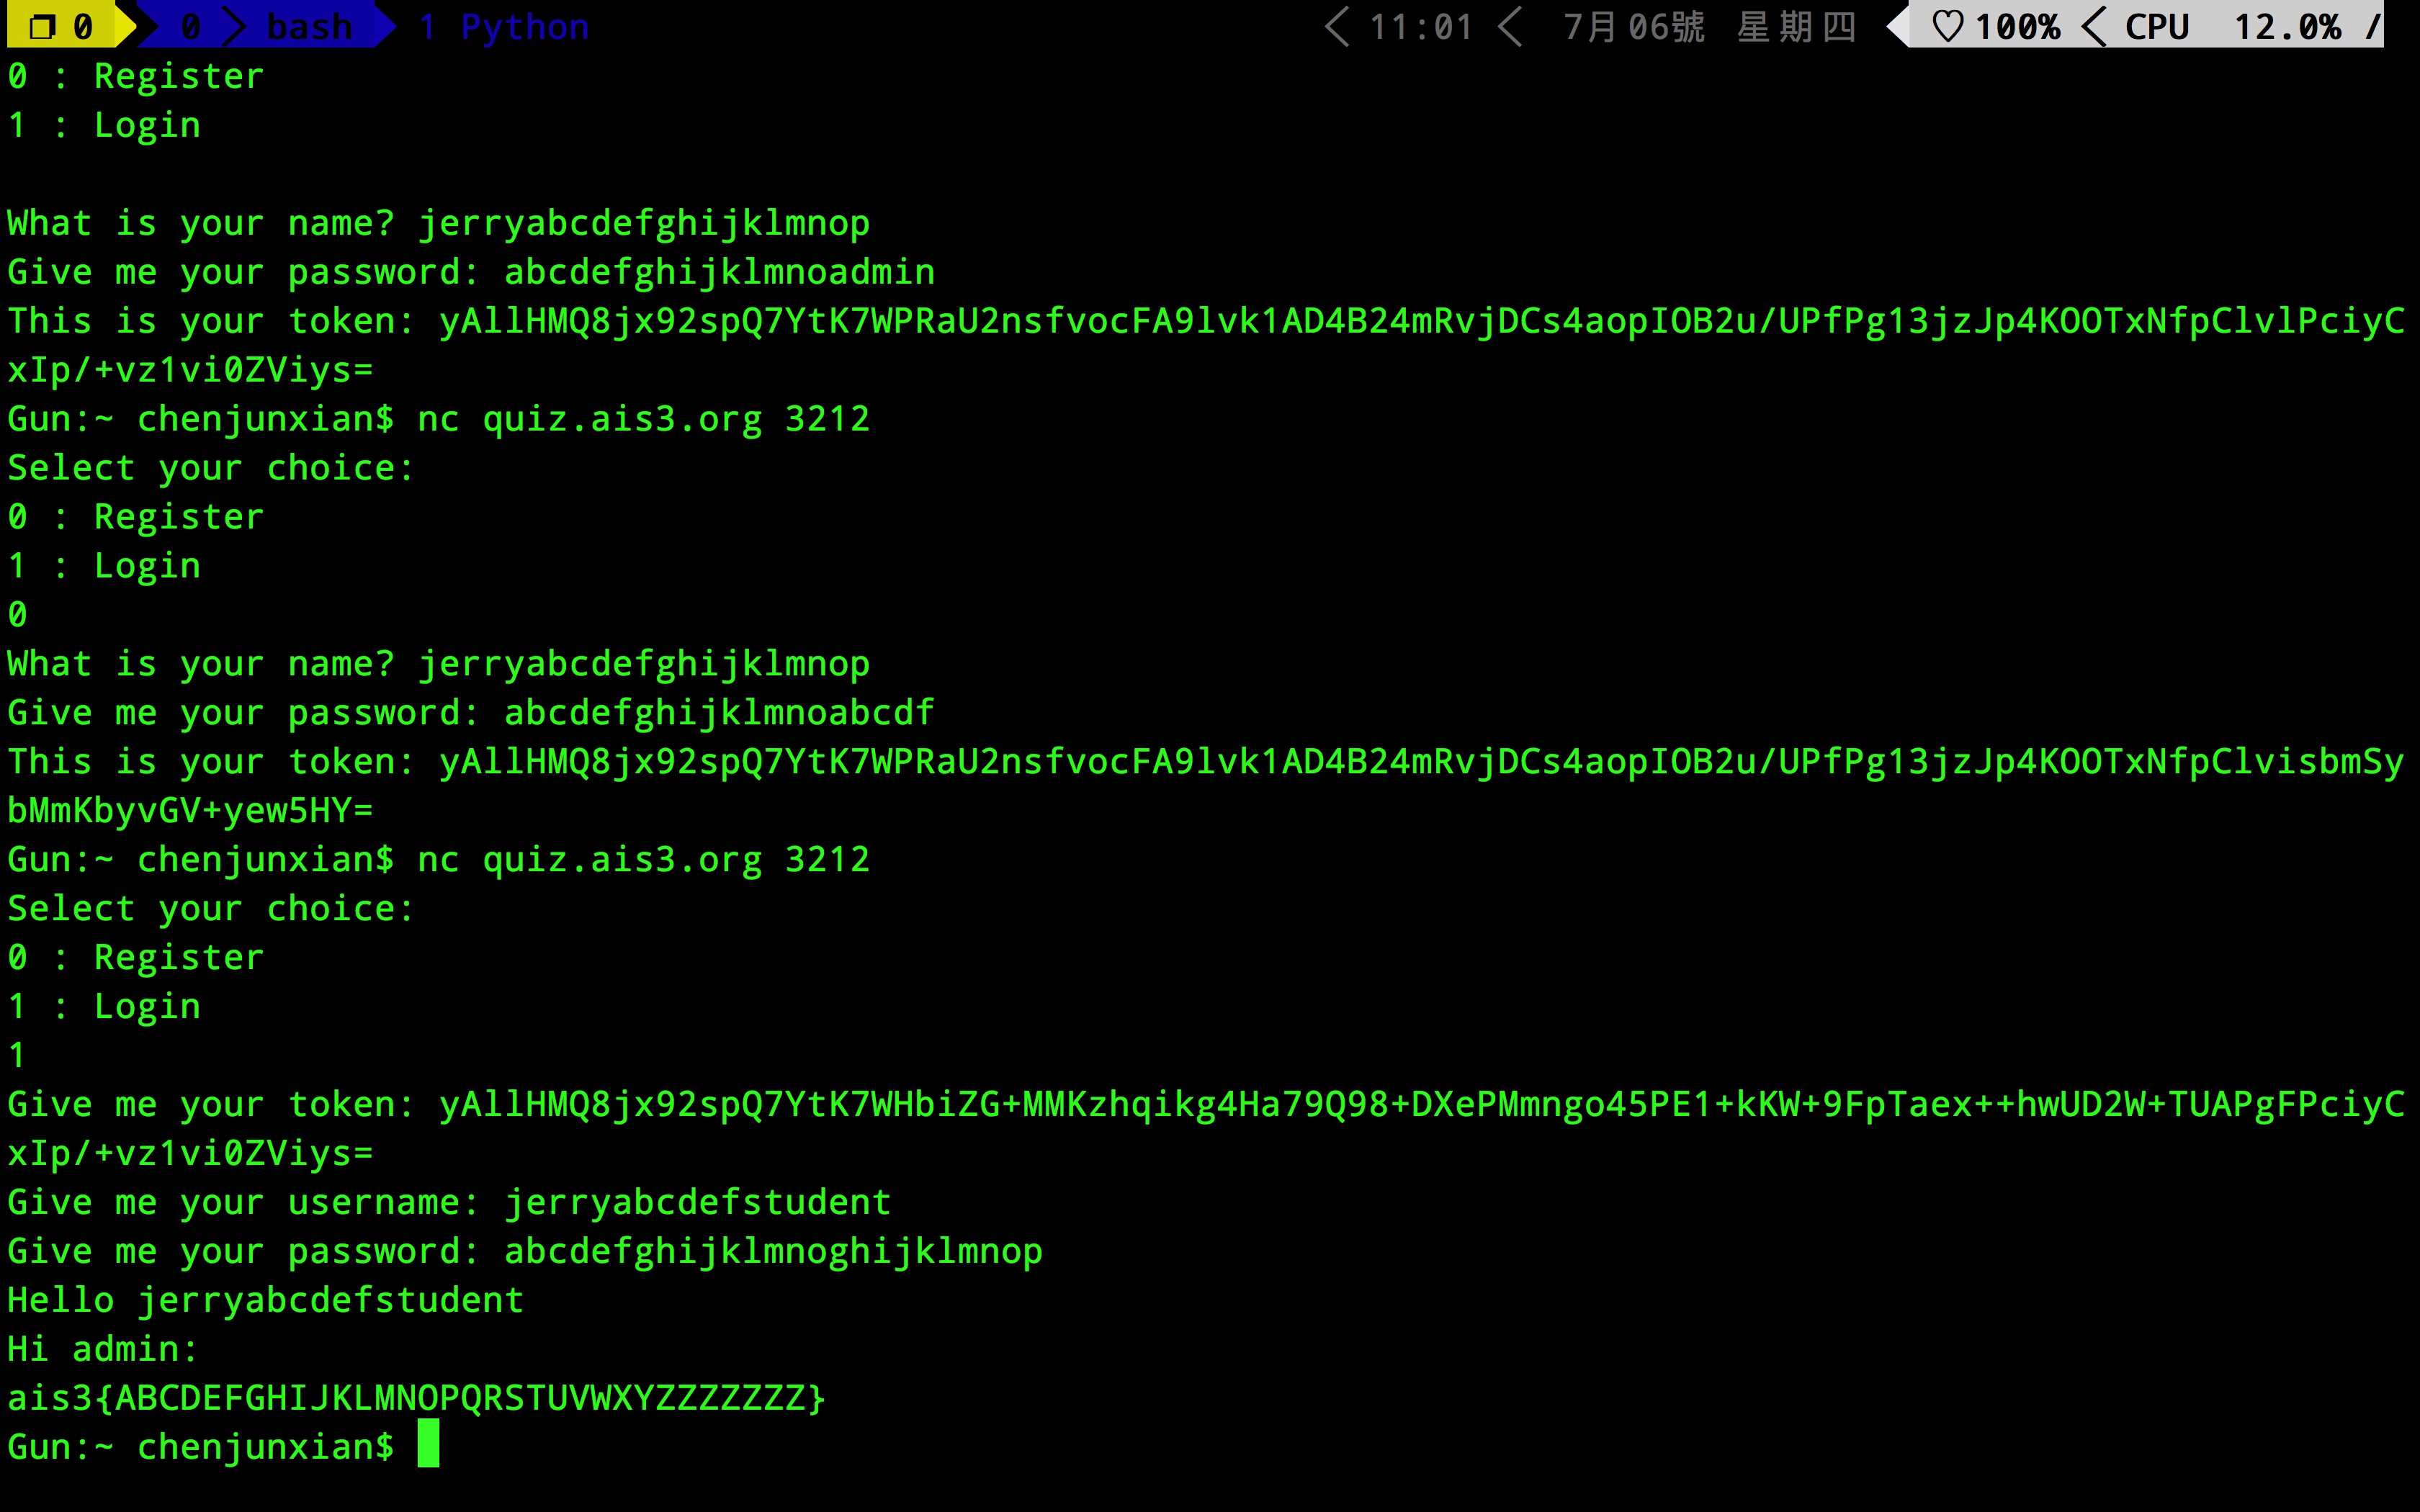 ❐ 0 0 bash 1 Python 11:01 7月06號 星期四 ♡ 100% CPU 12.0% /
0 : Register
1 : Login
What is your name? jerryabcdefghijklmnop
Give me your password: abcdefghijklmnoadmin
This is your token: yAllHMQ8jx92spQ7YtK7WPRaU2nsfvocFA9lvk1AD4B24mRvjDCs4aopIOB2u/UPfPg13jzJp4KOOTxNfpClvlPciyC
xIp/+vz1vi0ZViys=
Gun:~ chenjunxian$ nc quiz.ais3.org 3212
Select your choice:
0 : Register
1 : Login
0
What is your name? jerryabcdefghijklmnop
Give me your password: abcdefghijklmnoabcdf
This is your token: yAllHMQ8jx92spQ7YtK7WPRaU2nsfvocFA9lvk1AD4B24mRvjDCs4aopIOB2u/UPfPg13jzJp4KOOTxNfpClvisbmSy
bMmKbyvGV+yew5HY=
Gun:~ chenjunxian$ nc quiz.ais3.org 3212
Select your choice:
0 : Register
1 : Login
1
Give me your token: yAllHMQ8jx92spQ7YtK7WHbiZG+MMKzhqikg4Ha79Q98+DXePMmngo45PE1+kKW+9FpTaex++hwUD2W+TUAPgFPciyC
xIp/+vz1vi0ZViys=
Give me your username: jerryabcdefstudent
Give me your password: abcdefghijklmnoghijklmnop
Hello jerryabcdefstudent
Hi admin:
ais3{ABCDEFGHIJKLMNOPQRSTUVWXYZZZZZZZ}
Gun:~ chenjunxian$